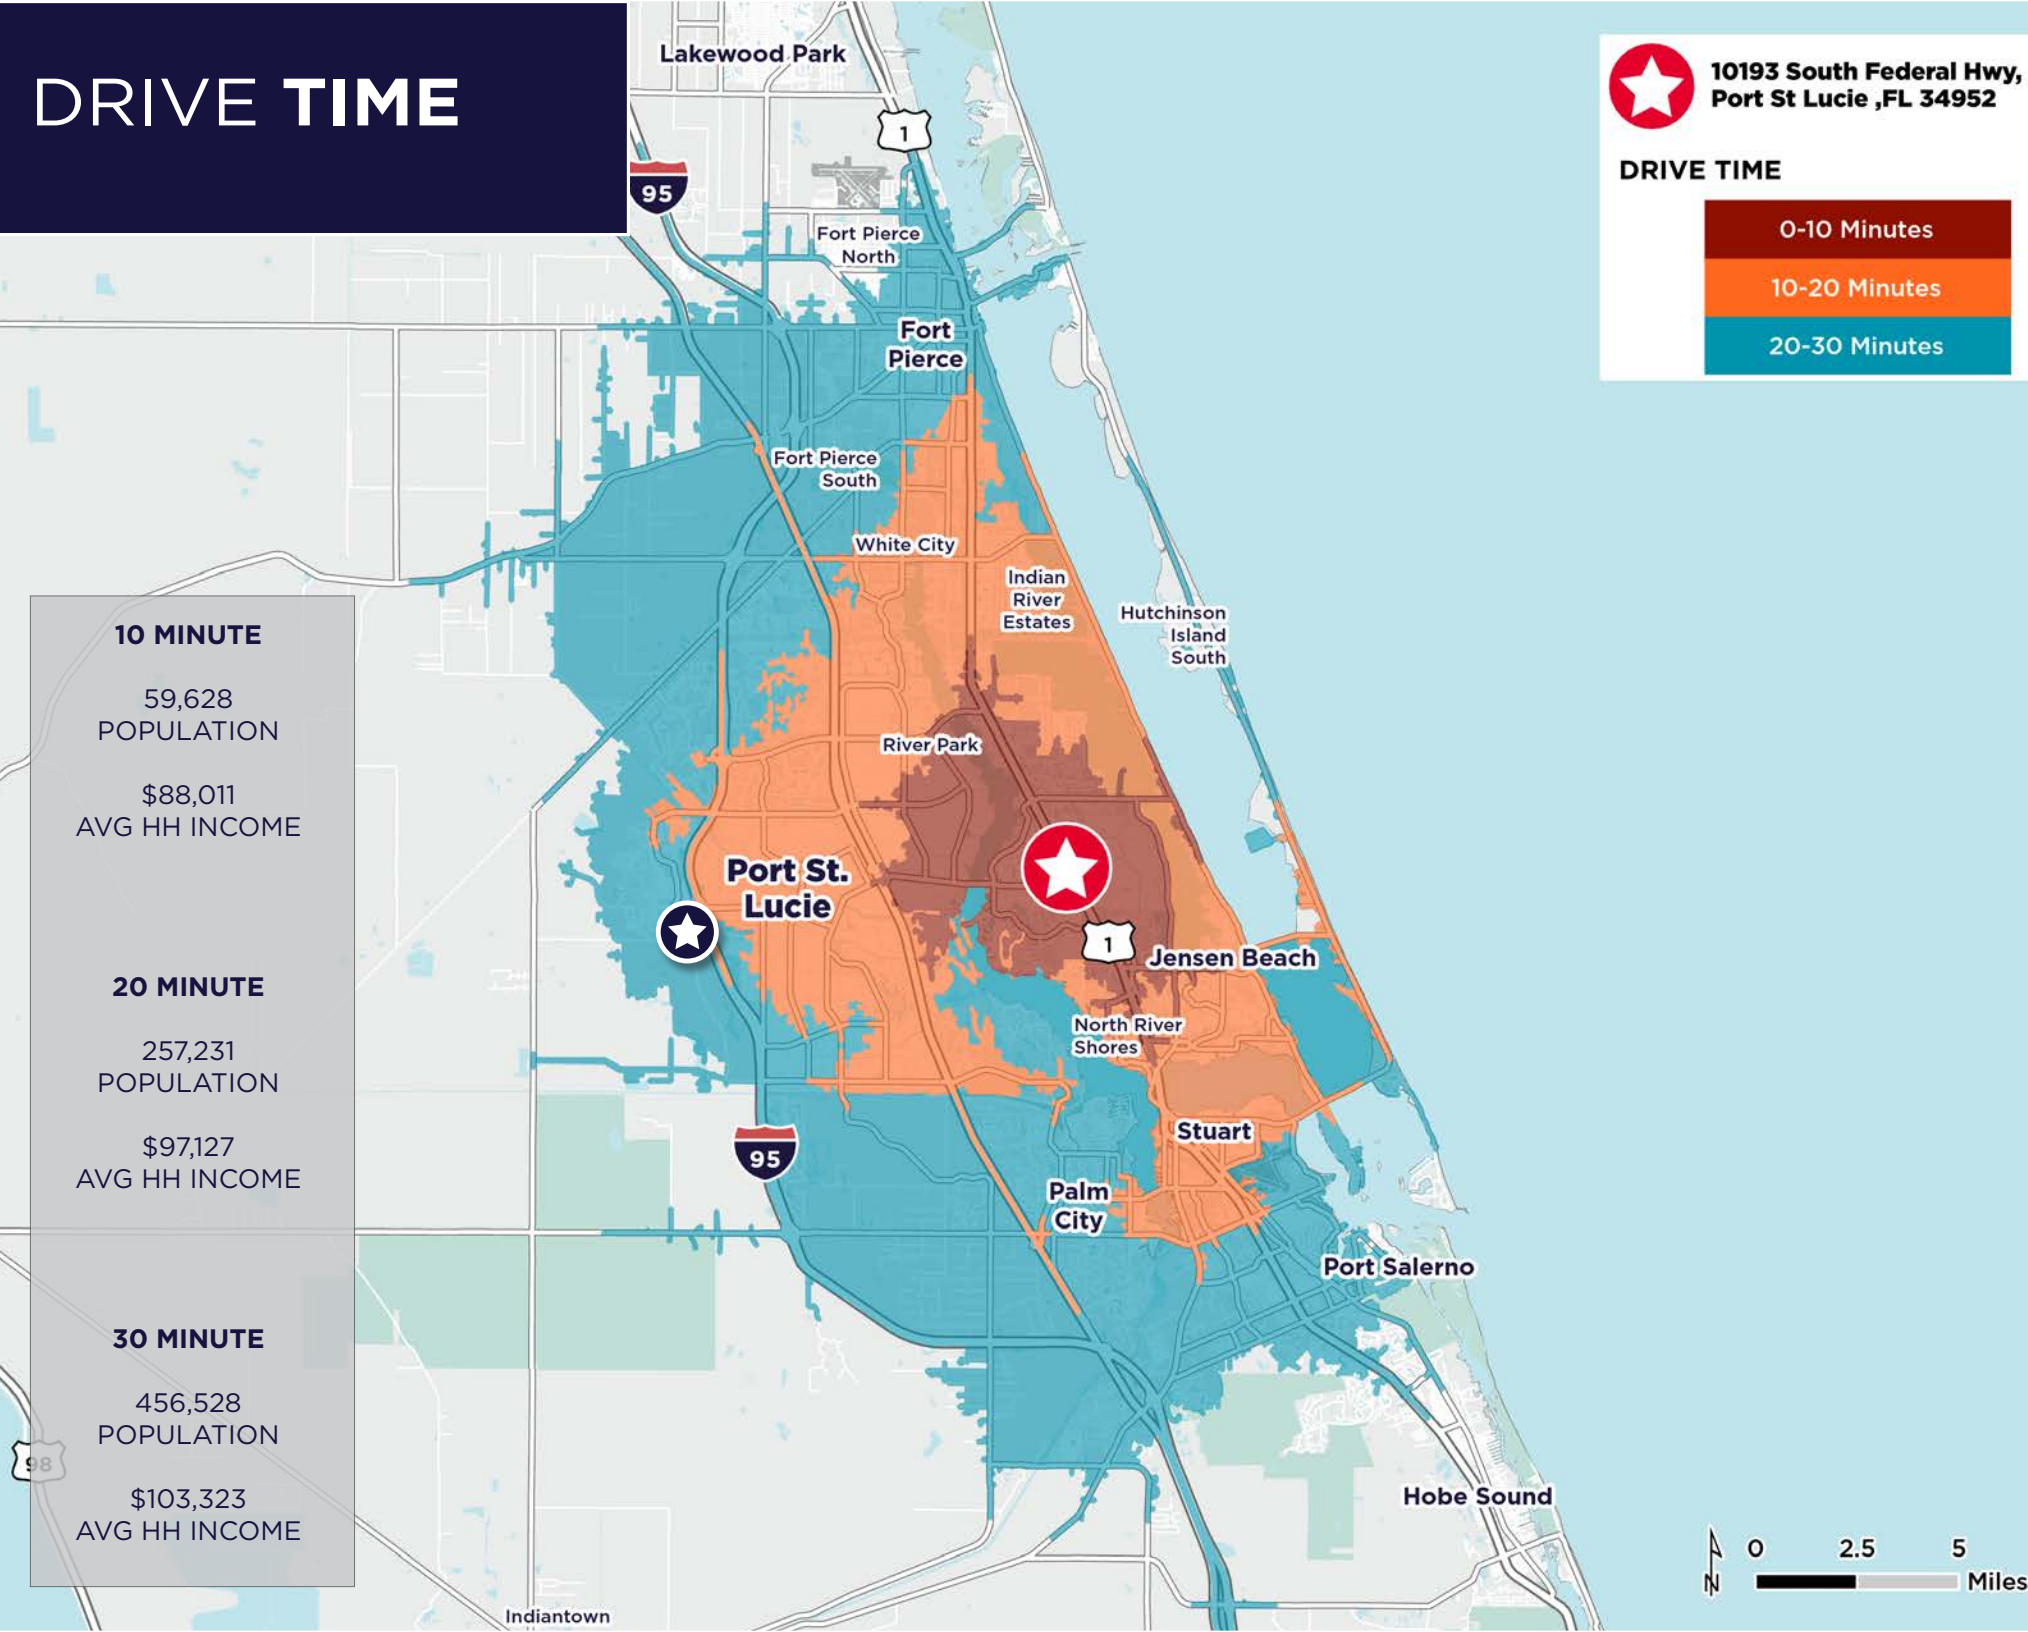 DRIVE TIME
10193 South Federal Hwy,
Port St Lucie ,FL 34952
DRIVE TIME
0-10 Minutes
10-20 Minutes
20-30 Minutes
Lakewood Park
1
95
Fort Pierce
North
Fort
Pierce
Fort Pierce
South
White City
Indian
River
Estates
Hutchinson
Island
South
River Park
Port St.
Lucie
1
Jensen Beach
North River
Shores
Stuart
95
Palm
City
Port Salerno
Hobe Sound
Indiantown
98
10 MINUTE
59,628
POPULATION
$88,011
AVG HH INCOME
20 MINUTE
257,231
POPULATION
$97,127
AVG HH INCOME
30 MINUTE
456,528
POPULATION
$103,323
AVG HH INCOME
N
0 2.5 5
Miles